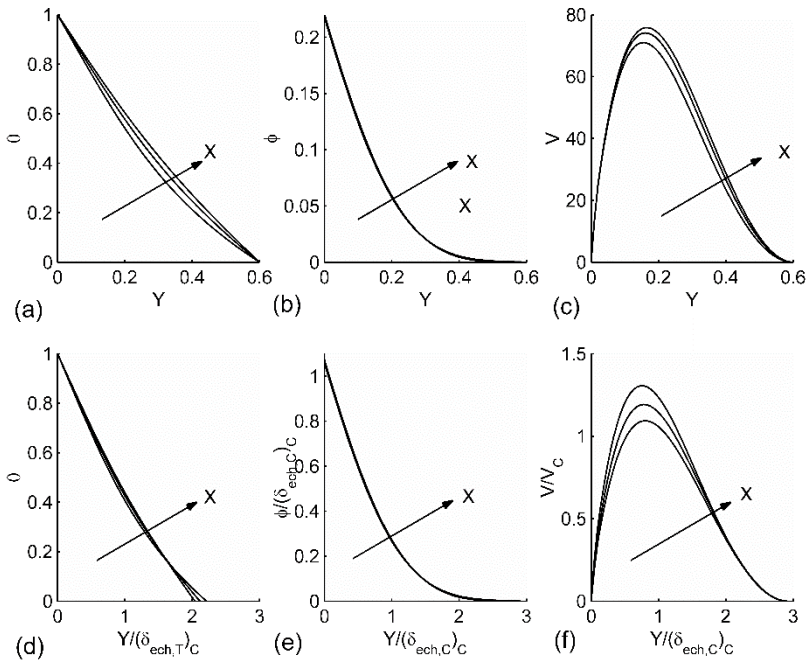 1
0.8
0.6
0.4
0.2
0
θ
X
0
0.2
0.4
0.6
Y
(a)
0.2
0.15
0.1
0.05
0
ϕ
X
X
0
0.2
0.4
0.6
Y
(b)
80
60
40
20
0
V
X
0
0.2
0.4
0.6
Y
(c)
1
0.8
0.6
0.4
0.2
0
θ
X
0
1
2
3
Y/(δech,T)C
(d)
1
0.8
0.6
0.4
0.2
0
ϕ/(δech,C)C
X
0
1
2
3
Y/(δech,C)C
(e)
1.5
1
0.5
0
V/VC
X
0
1
2
3
Y/(δech,C)C
(f)